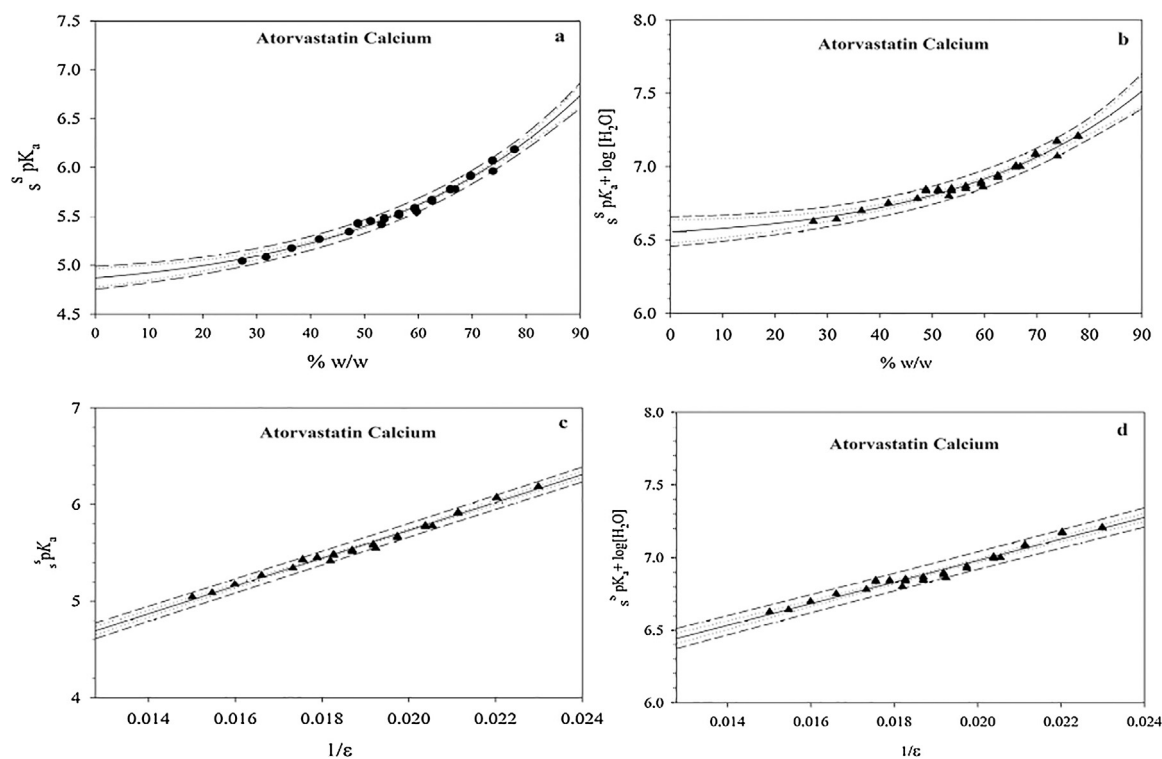 Atorvastatin Calcium a
7.5
7.0
6.5
6.0
5.5
5.0
4.5
s
s pKa
0 10 20 30 40 50 60 70 80 90
% w/w
Atorvastatin Calcium b
8.0
7.5
7.0
6.5
6.0
s
s pKa + log [H2O]
0 10 20 30 40 50 60 70 80 90
% w/w
Atorvastatin Calcium c
7
6
5
4
s
s pKa
0.014 0.016 0.018 0.020 0.022 0.024
1/ε
Atorvastatin Calcium d
8.0
7.5
7.0
6.5
6.0
s
s pKa + log[H2O]
0.014 0.016 0.018 0.020 0.022 0.024
1/ε